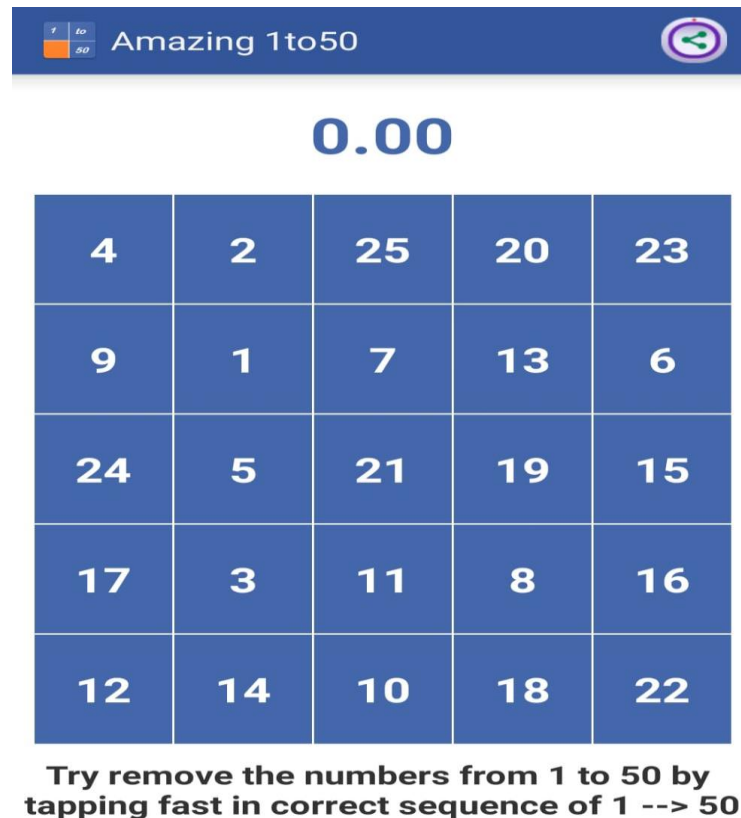 1 to
50
Amazing 1to50
0.00
4 2 25 20 23
9 1 7 13 6
24 5 21 19 15
17 3 11 8 16
12 14 10 18 22
Try remove the numbers from 1 to 50 by
tapping fast in correct sequence of 1 --> 50